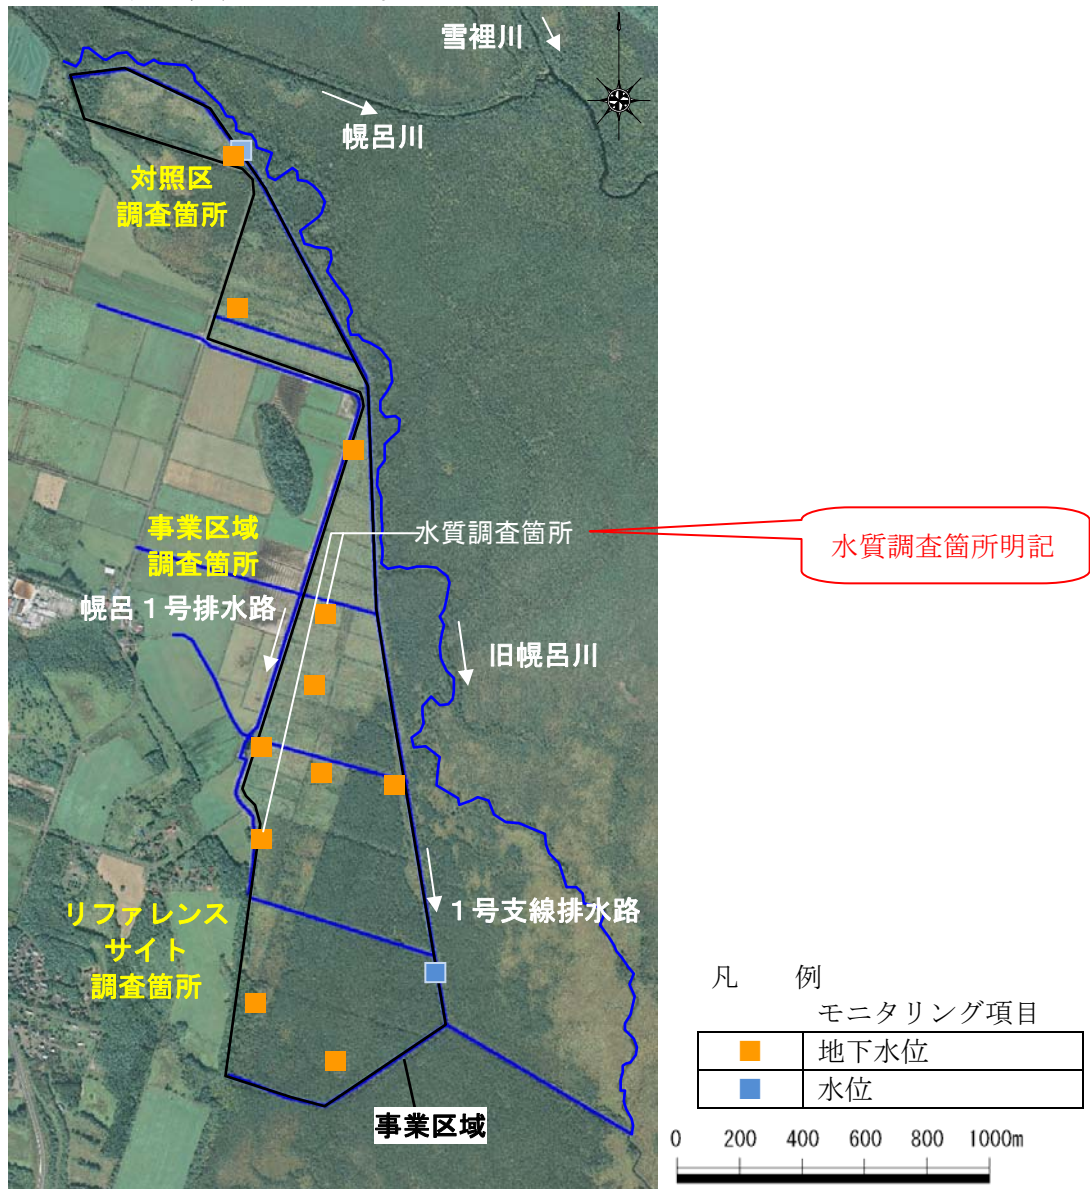 雪裡川
幌呂川
対照区
調査箇所
事業区域
調査箇所
水質調査箇所
水質調査箇所明記
幌呂1号排水路
旧幌呂川
リファレンス
サイト
調査箇所
1号支線排水路
事業区域
凡 例
モニタリング項目
地下水位
水位
0 200 400 600 800 1000m